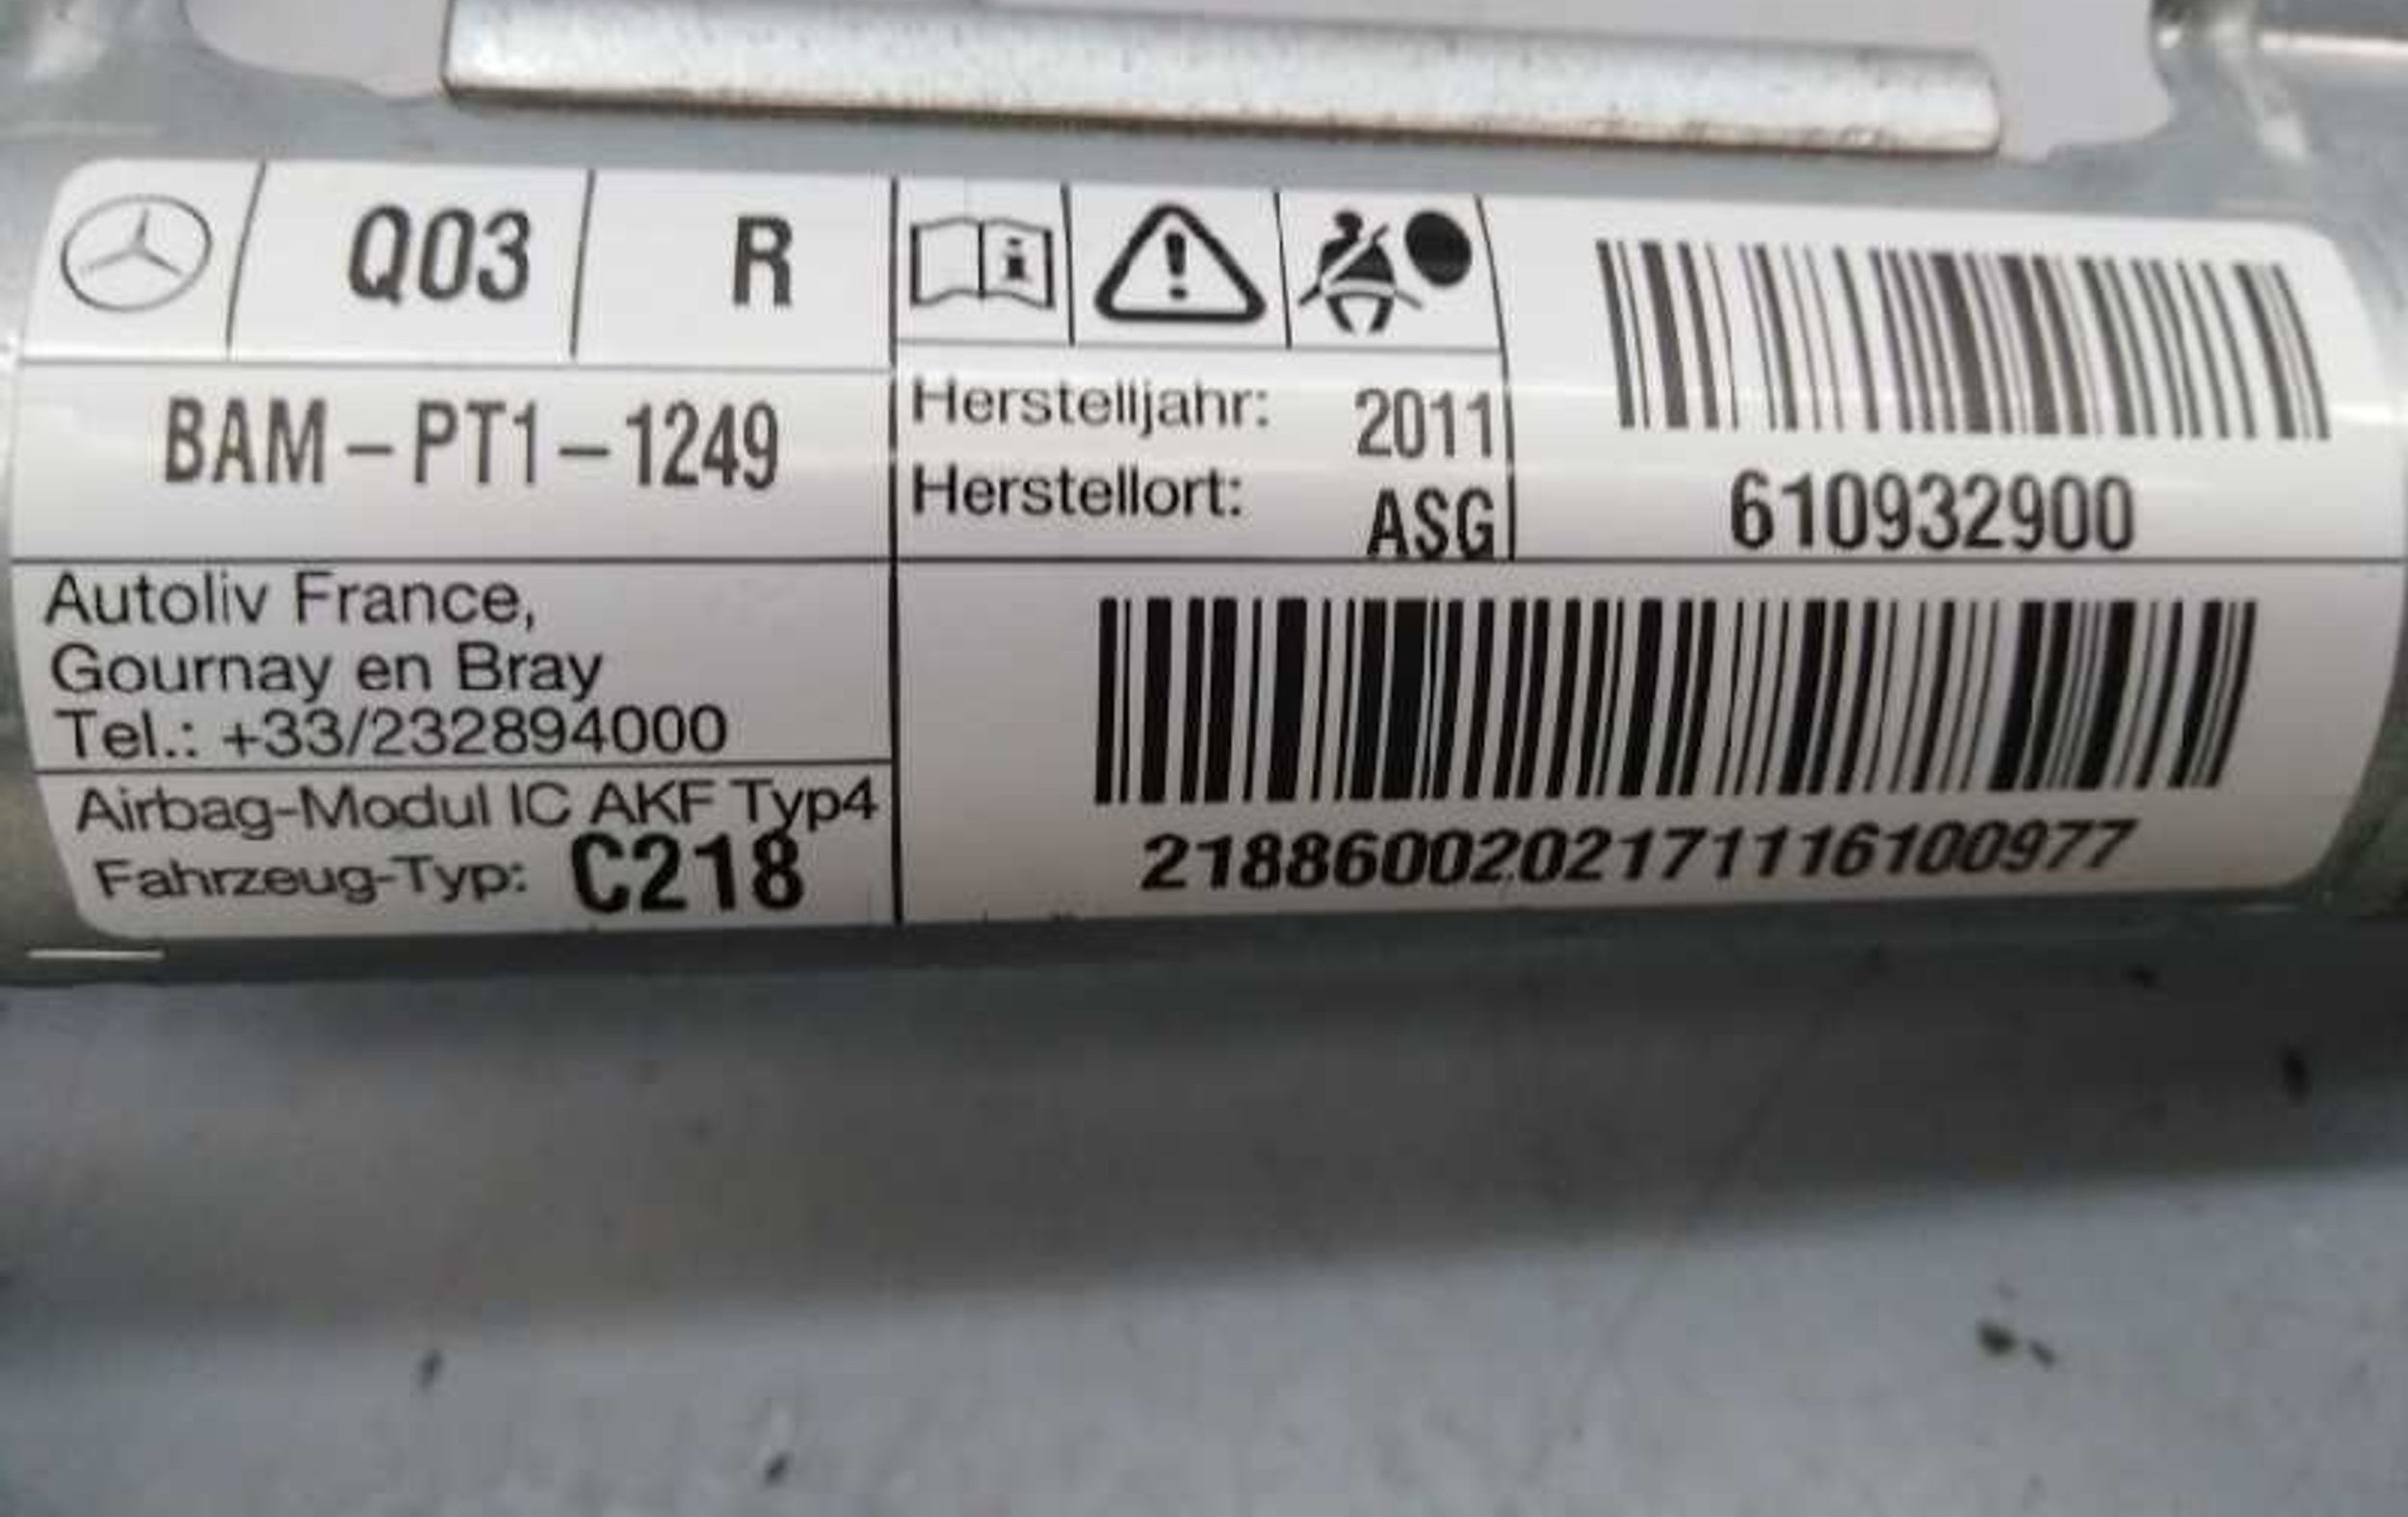 Q03 R
BAM-PT1-1249
Herstelljahr: 2011
Herstellort: ASG
610932900
Autoliv France,
Gournay en Bray
Tel.: +33/232894000
Airbag-Modul IC AKF Typ4
Fahrzeug-Typ: C218
2188600202171116100977